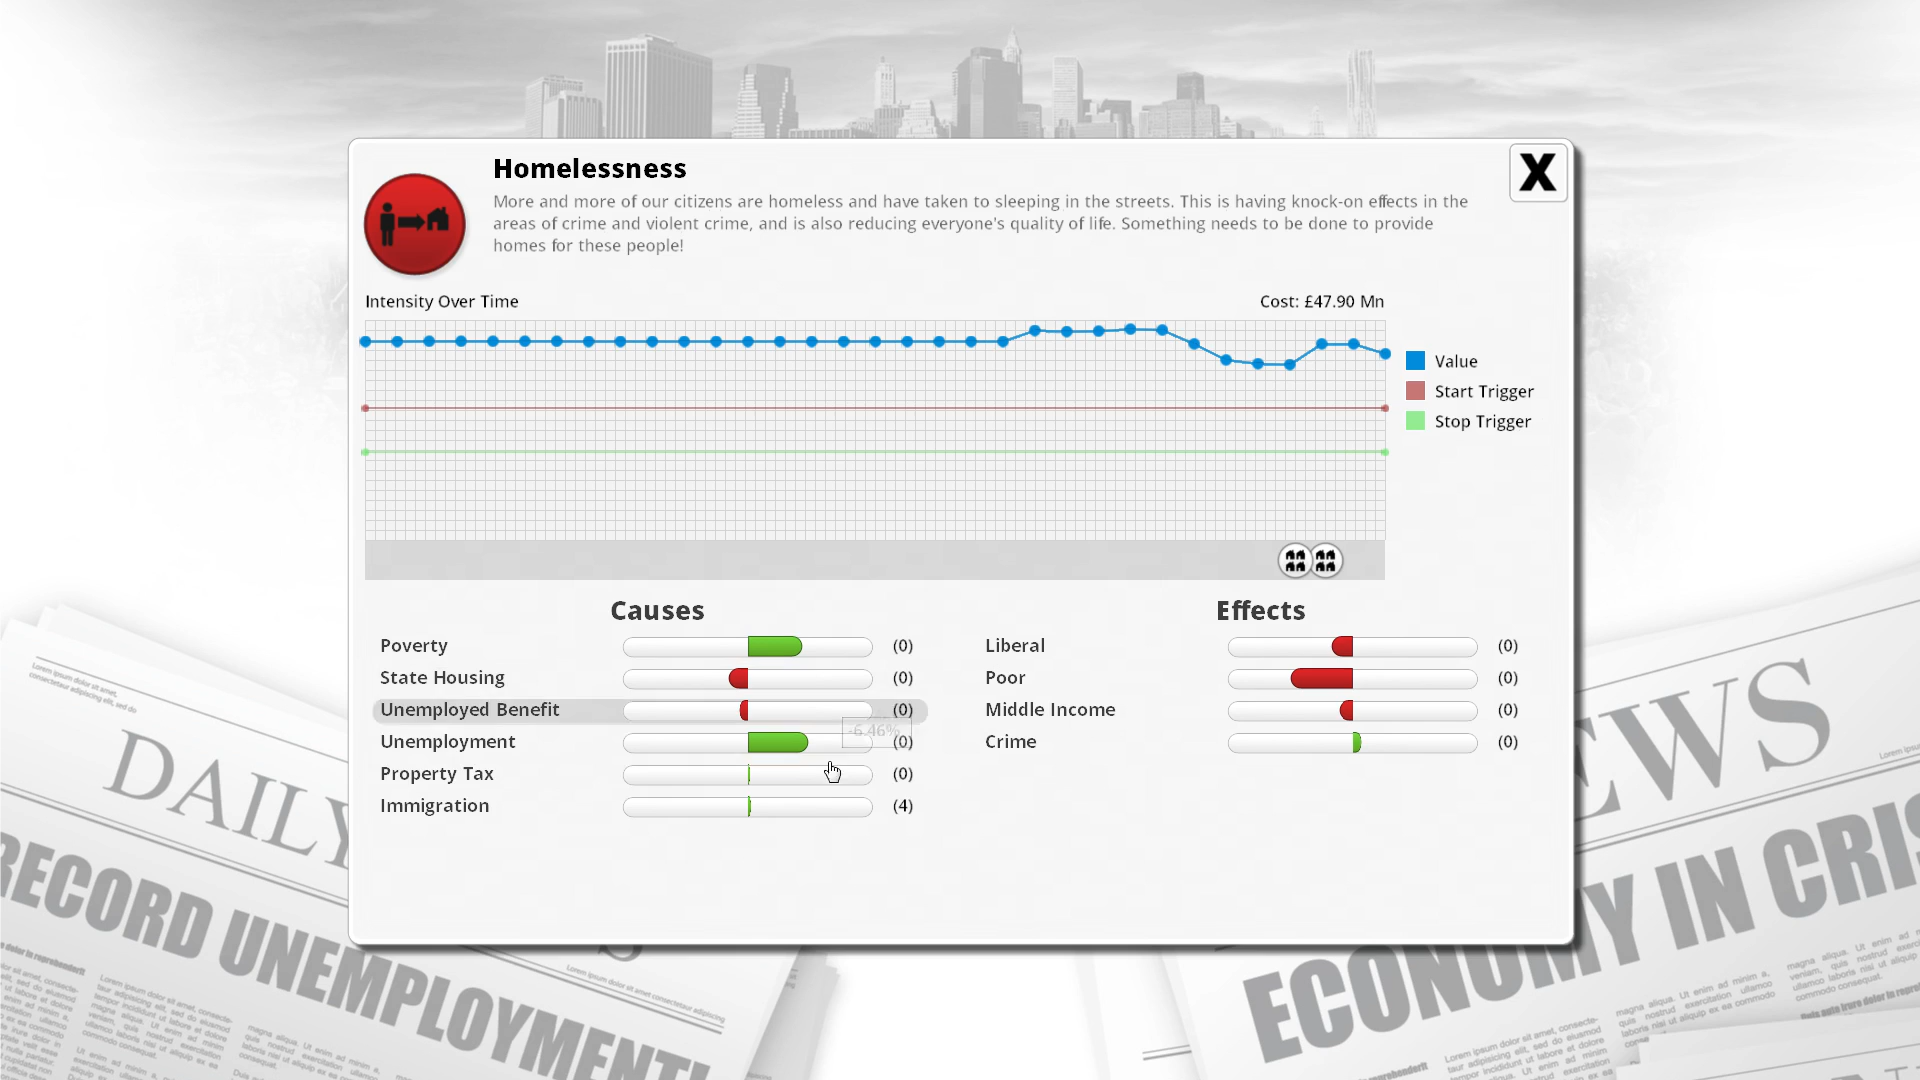 Homelessness
More and more of our citizens are homeless and have taken to sleeping in the streets. This is having knock-on effects in the
areas of crime and violent crime, and is also reducing everyone's quality of life. Something needs to be done to provide
homes for these people!
X
Intensity Over Time
Cost: £47.90 Mn
Value
Start Trigger
Stop Trigger
Causes
Poverty (0)
State Housing (0)
Unemployed Benefit (0)
-6.46%
Unemployment (0)
Property Tax (0)
Immigration (4)
Effects
Liberal (0)
Poor (0)
Middle Income (0)
Crime (0)
DAILY
RECORD UNEMPLOYMENT!
EWS
ECONOMY IN CRIS